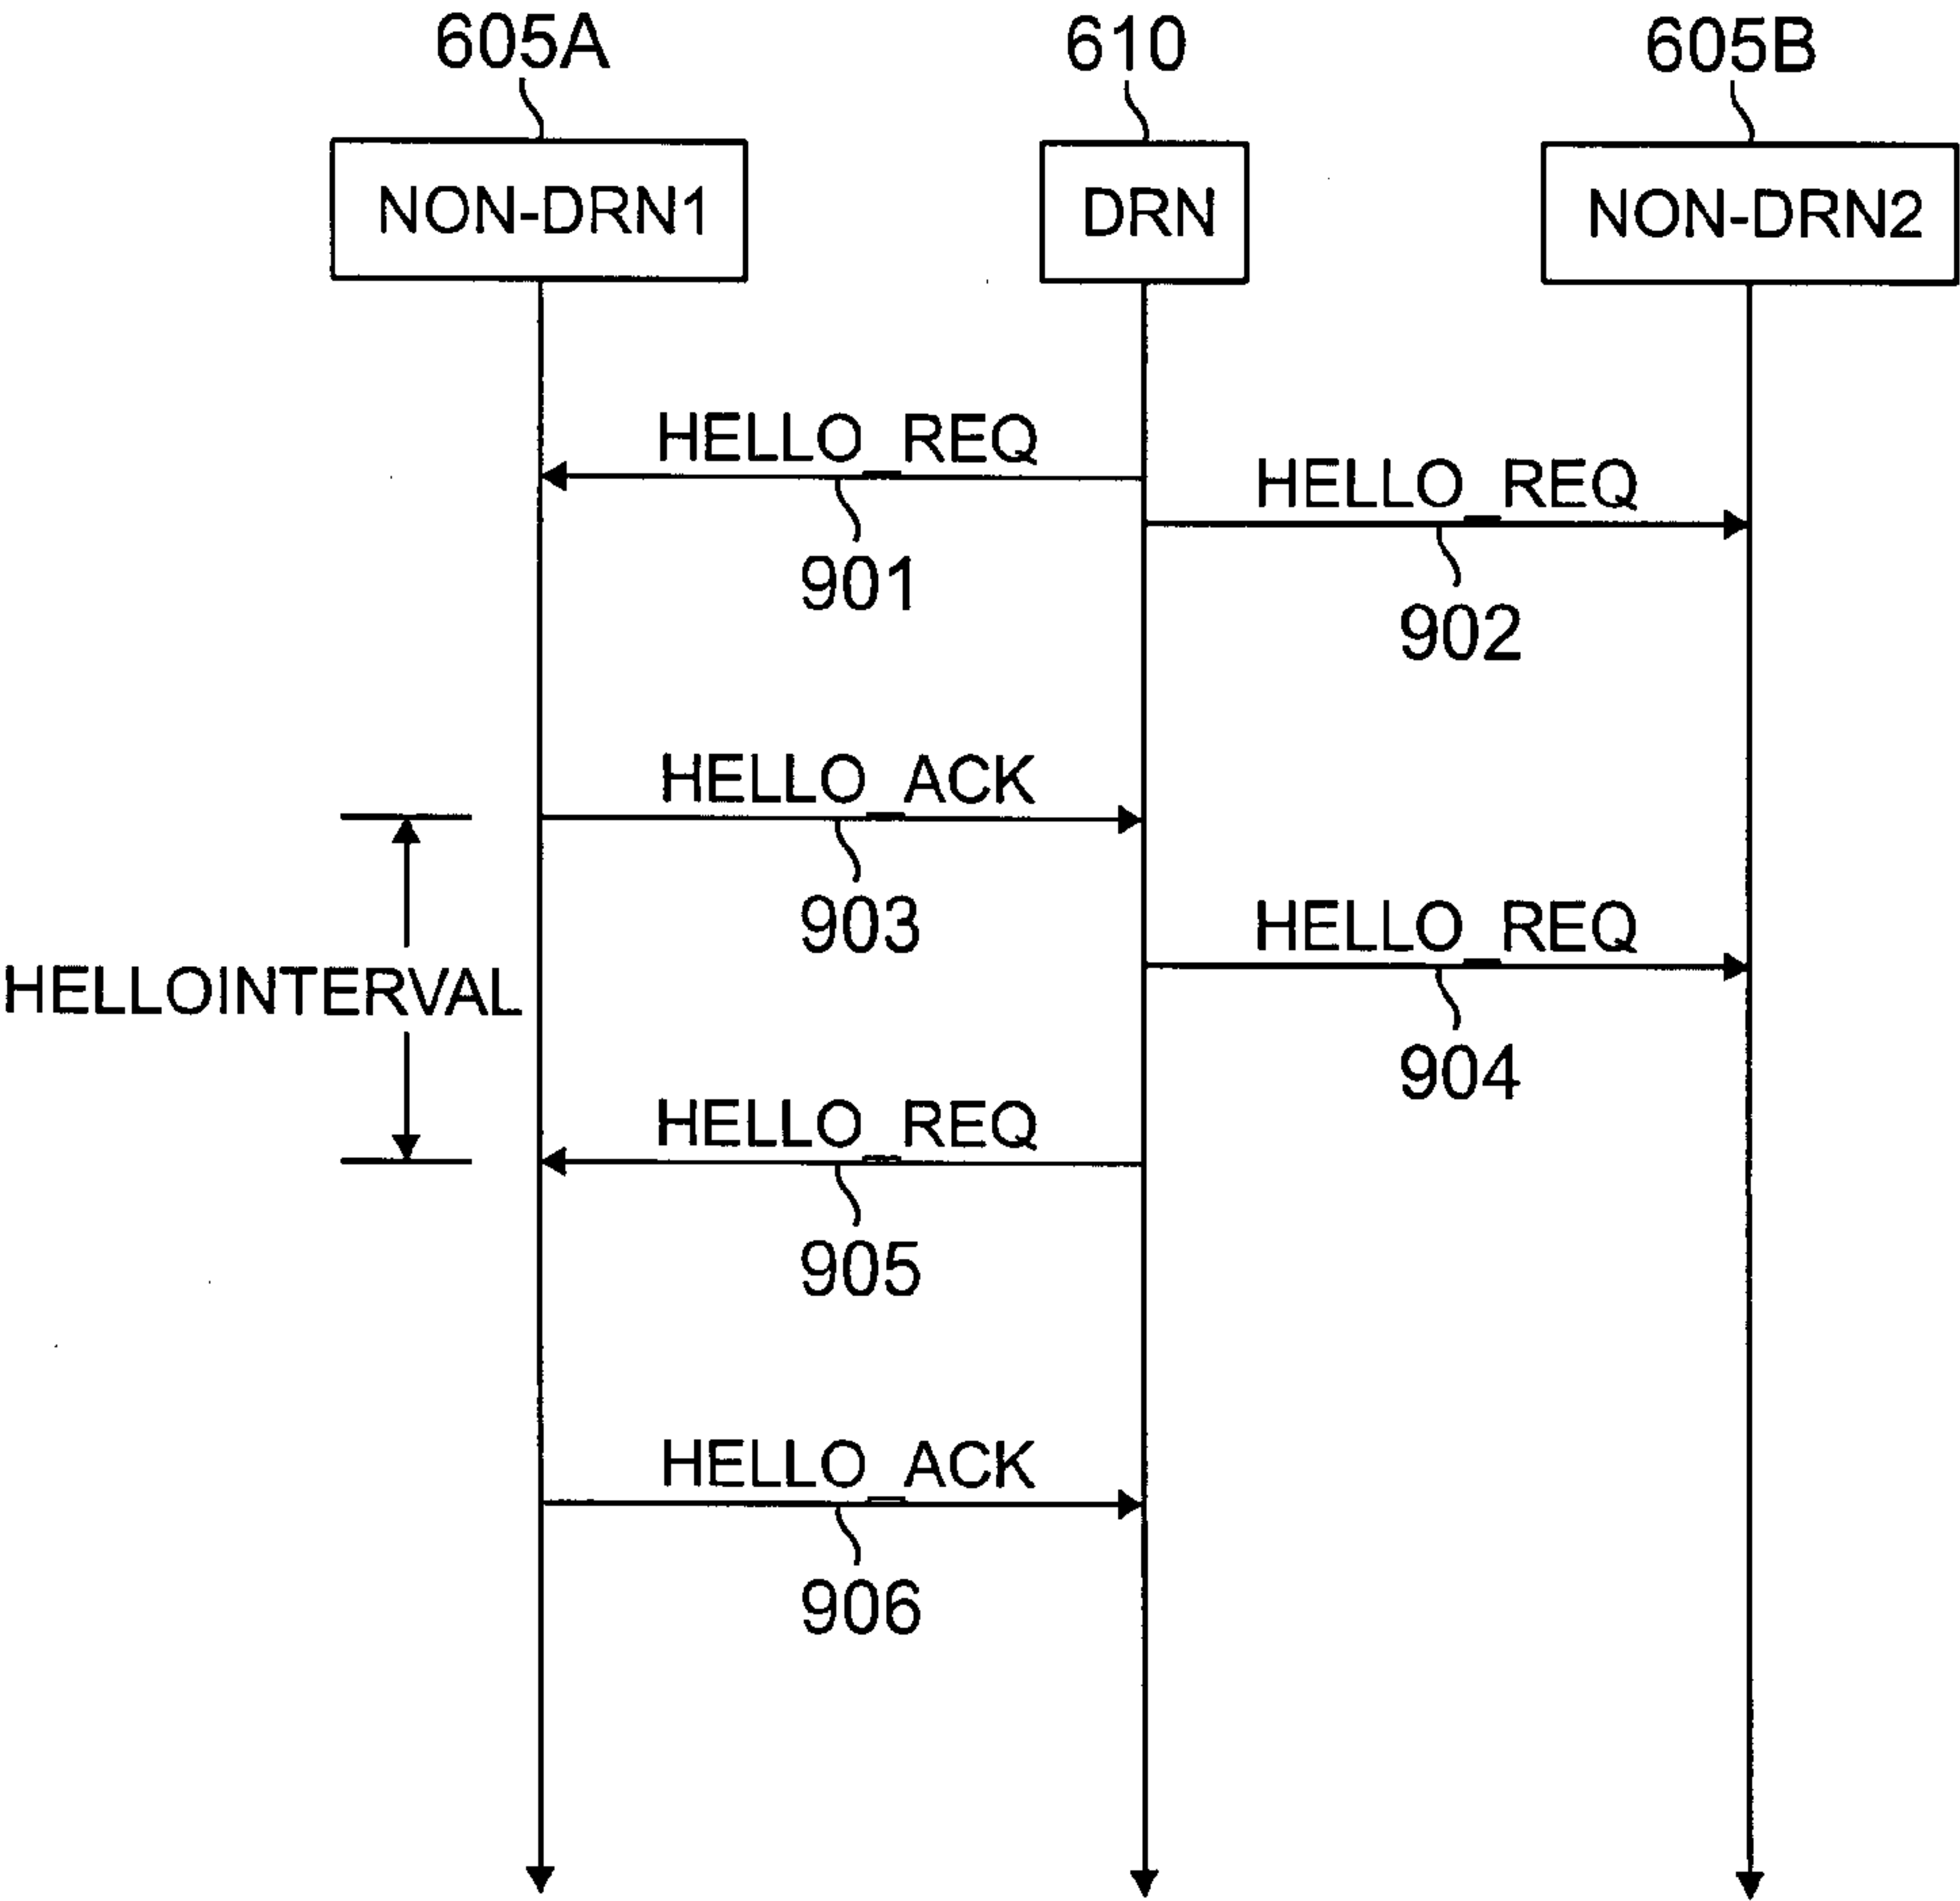 605A
610
605B
NON-DRN1
DRN
NON-DRN2
HELLO_REQ
HELLO_REQ
901
902
HELLO_ACK
903
HELLO_REQ
HELLOINTERVAL
904
HELLO_REQ
905
HELLO_ACK
906